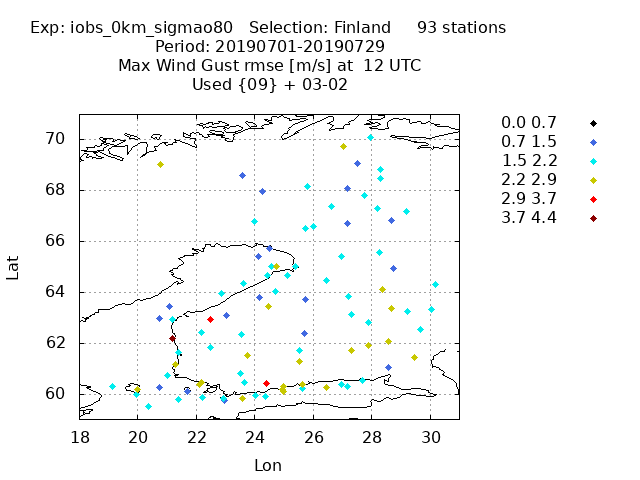 Exp: iobs_0km_sigmao80   Selection: Finland     93 stations
Period: 20190701-20190729
Max Wind Gust rmse [m/s] at  12 UTC
Used {09} + 03-02
0.0 0.7
0.7 1.5
1.5 2.2
2.2 2.9
2.9 3.7
3.7 4.4
70
68
66
64
62
60
Lat
18 20 22 24 26 28 30
Lon